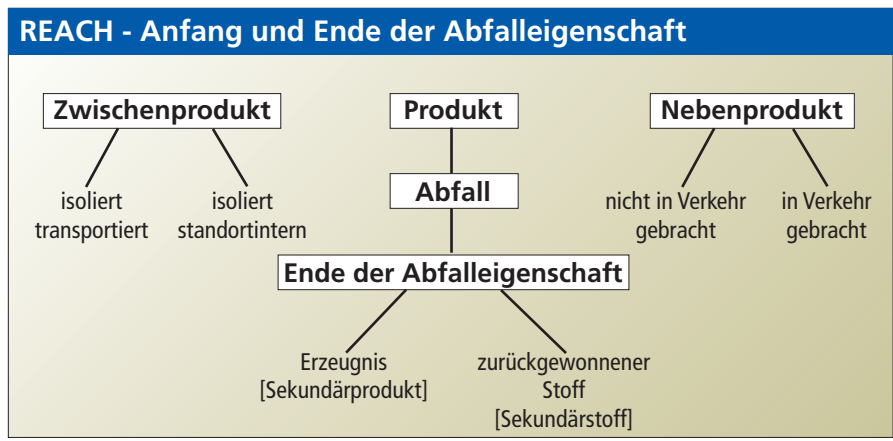 REACH - Anfang und Ende der Abfalleigenschaft
Zwischenprodukt
isoliert
transportiert
isoliert
standortintern
Produkt
Abfall
Ende der Abfalleigenschaft
Erzeugnis
[Sekundärprodukt]
zurückgewonnener
Stoff
[Sekundärstoff]
Nebenprodukt
nicht in Verkehr
gebracht
in Verkehr
gebracht